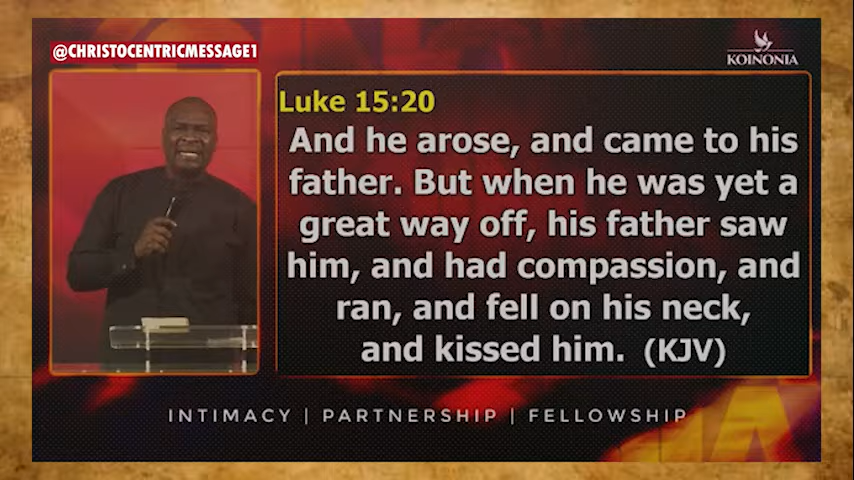 @CHRISTOCENTRICMESSAGE1
KOINONIA
Luke 15:20
And he arose, and came to his
father. But when he was yet a
great way off, his father saw
him, and had compassion, and
ran, and fell on his neck,
and kissed him. (KJV)
INTIMACY | PARTNERSHIP | FELLOWSHIP